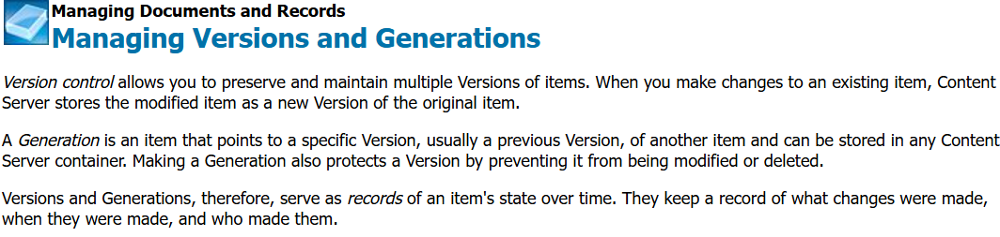 Managing Documents and Records
Managing Versions and Generations
Version control allows you to preserve and maintain multiple Versions of items. When you make changes to an existing item, Content
Server stores the modified item as a new Version of the original item.
A Generation is an item that points to a specific Version, usually a previous Version, of another item and can be stored in any Content
Server container. Making a Generation also protects a Version by preventing it from being modified or deleted.
Versions and Generations, therefore, serve as records of an item's state over time. They keep a record of what changes were made,
when they were made, and who made them.